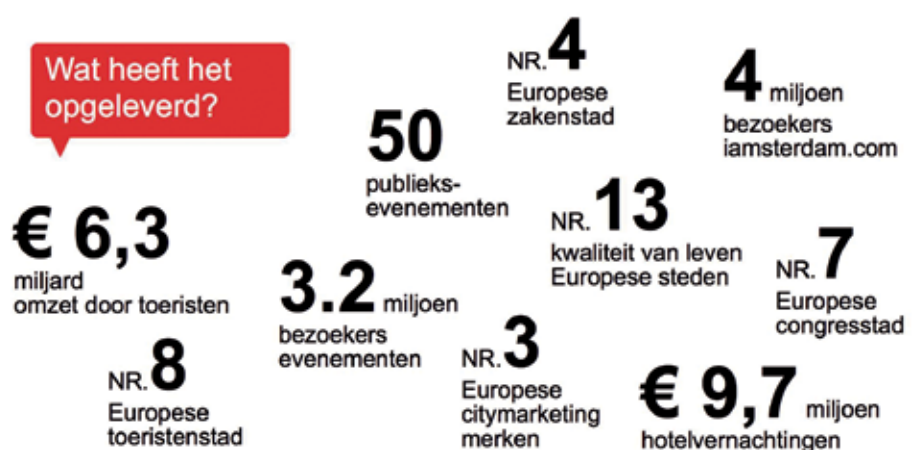 Wat heeft het
opgeleverd?
NR. 4
Europese
zakenstad
4 miljoen
bezoekers
iamsterdam.com
50
publieks-
evenementen
NR. 13
kwaliteit van leven
Europese steden
€ 6,3
miljard
omzet door toeristen
NR. 7
Europese
congresstad
3.2 miljoen
bezoekers
evenementen
NR. 3
Europese
citymarketing
merken
NR. 8
Europese
toeristenstad
€ 9,7 miljoen
hotelvernachtingen